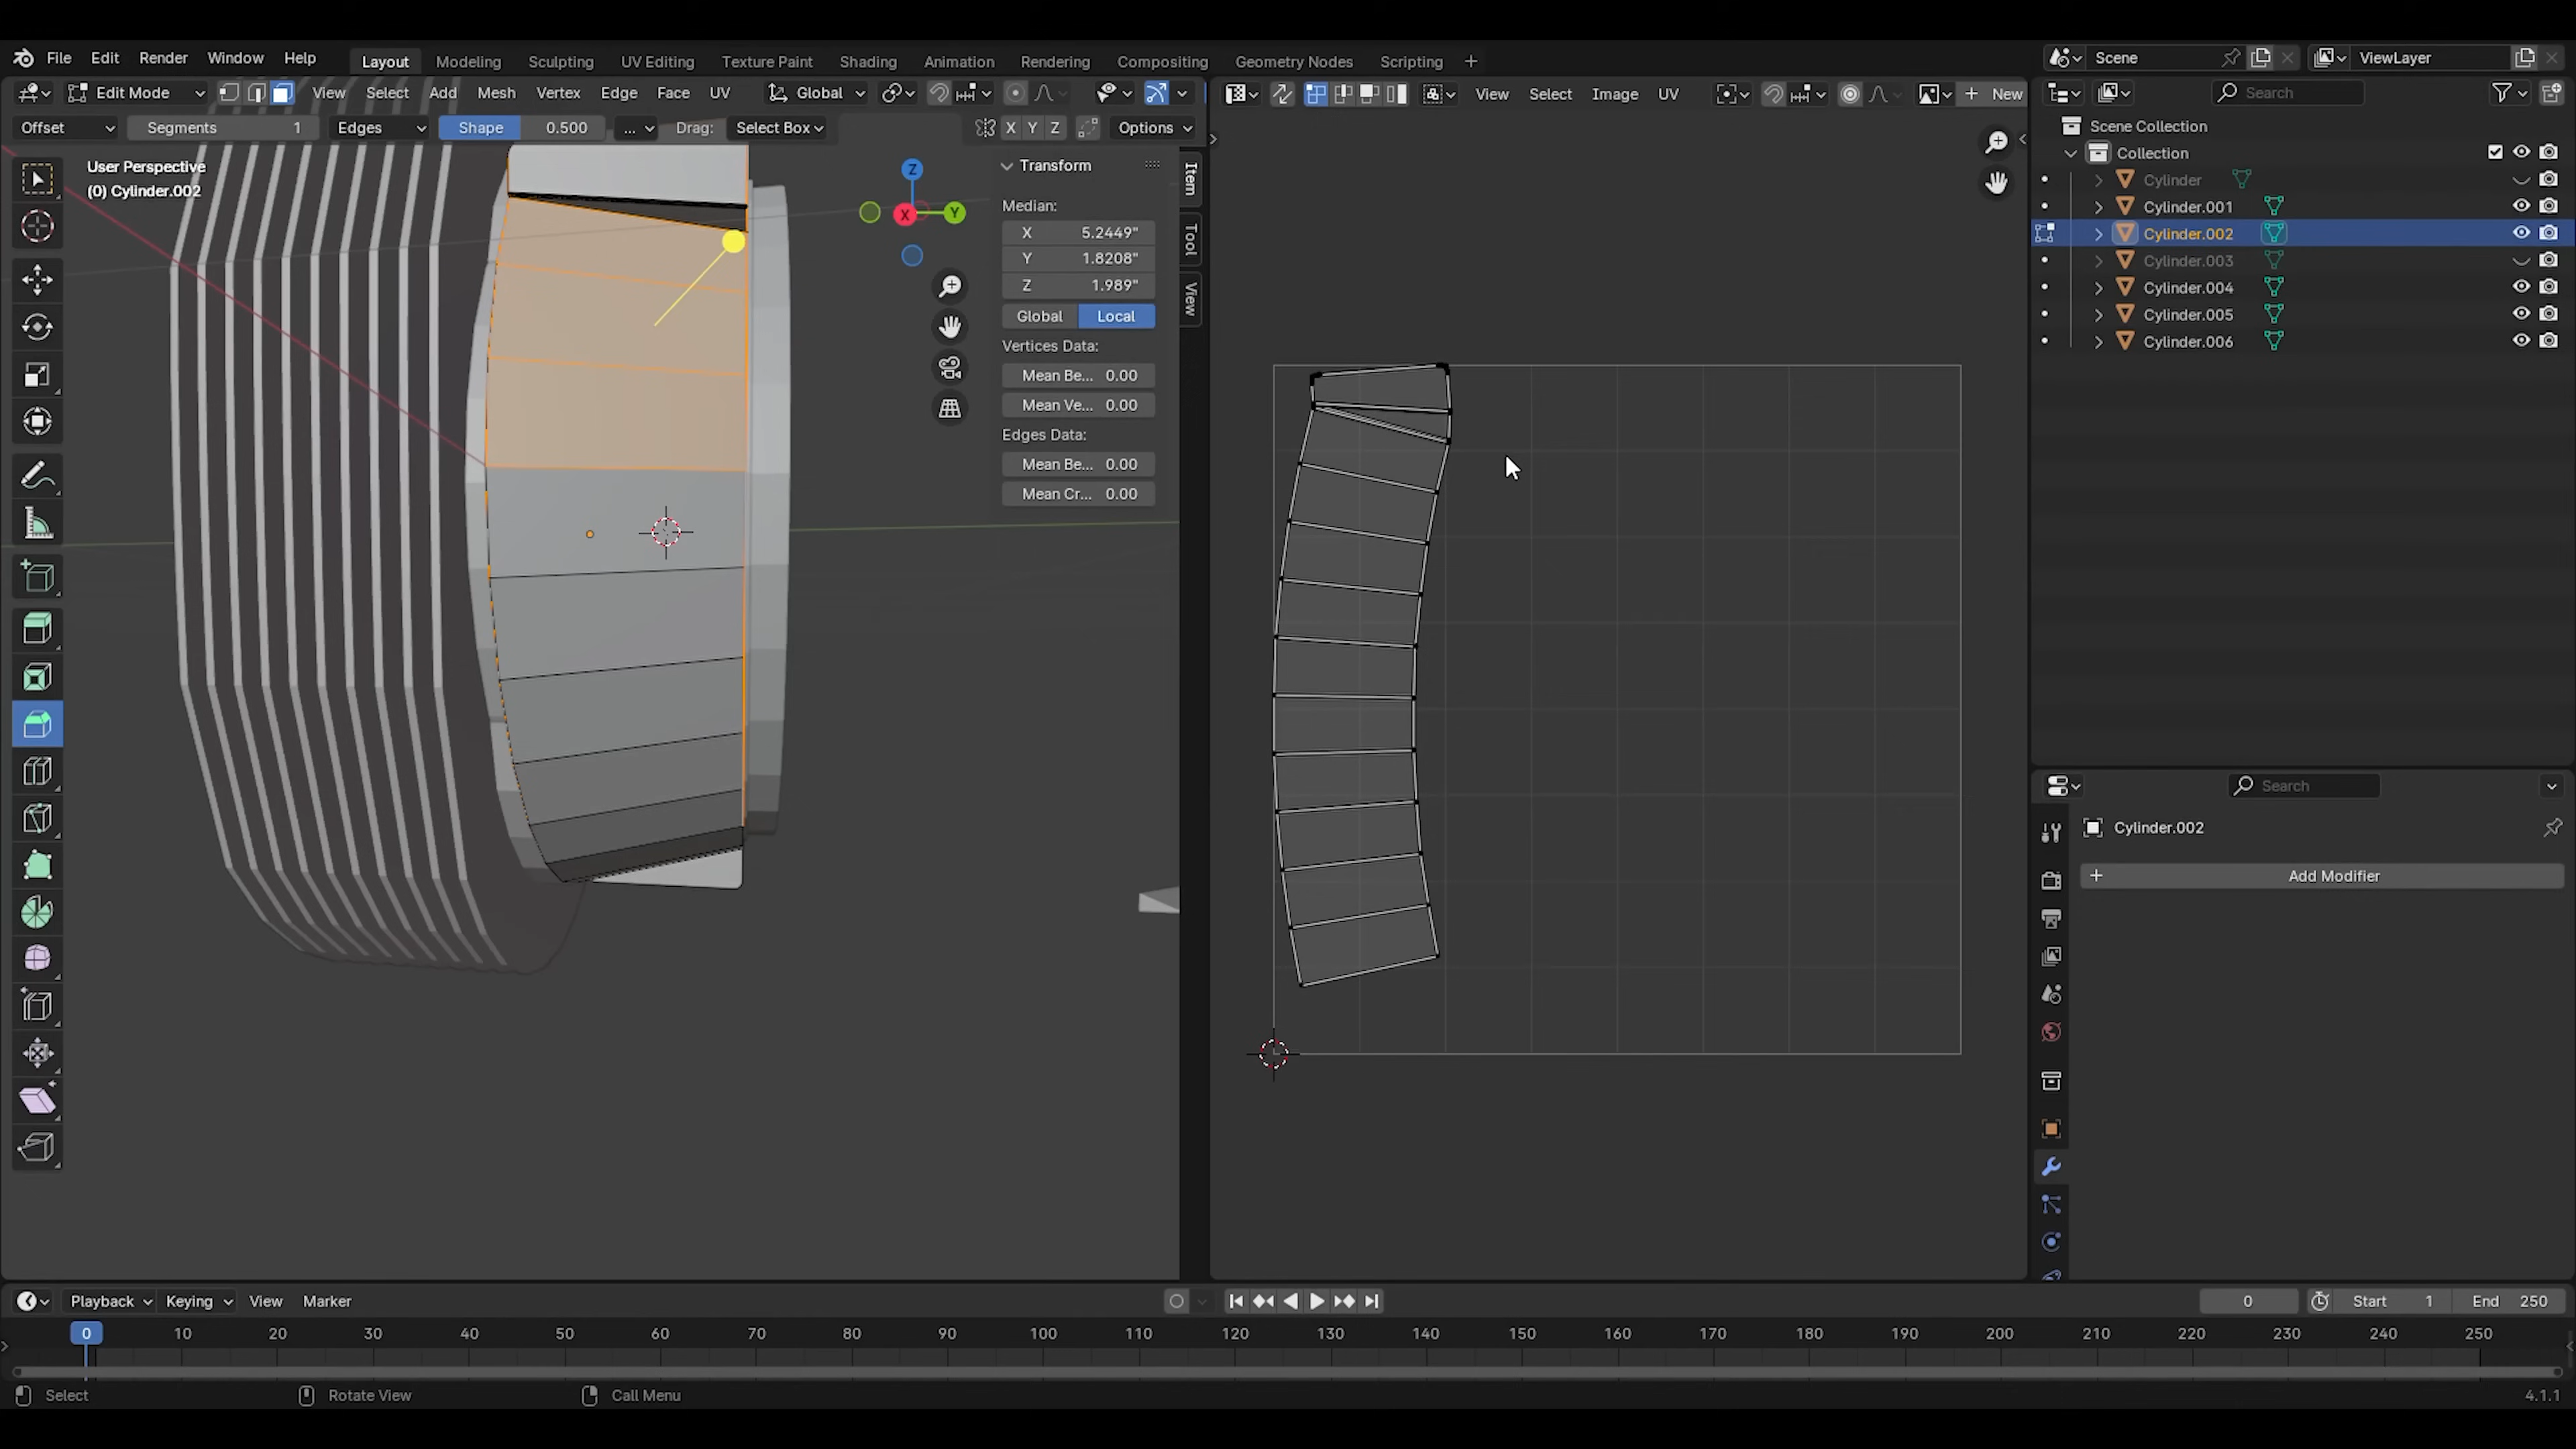 File Edit Render Window Help Layout Modeling Sculpting UV Editing Texture Paint Shading Animation Rendering Compositing Geometry Nodes Scripting + Scene ViewLayer
Edit Mode View Select Add Mesh Vertex Edge Face UV Global View Select Image UV + New Search
Offset Segments 1 Edges Shape 0.500 ... Drag: Select Box X Y Z Options
User Perspective
(0) Cylinder.002
Z
X
Y
Transform
Median:
X 5.2449"
Y 1.8208"
Z 1.989"
Global Local
Vertices Data:
Mean Be... 0.00
Mean Ve... 0.00
Edges Data:
Mean Be... 0.00
Mean Cr... 0.00
Item
Tool
View
Scene Collection
Collection
Cylinder
Cylinder.001
Cylinder.002
Cylinder.003
Cylinder.004
Cylinder.005
Cylinder.006
Search
Cylinder.002
+ Add Modifier
Playback Keying View Marker 0 Start 1 End 250
0 10 20 30 40 50 60 70 80 90 100 110 120 130 140 150 160 170 180 190 200 210 220 230 240 250
Select Rotate View Call Menu 4.1.1